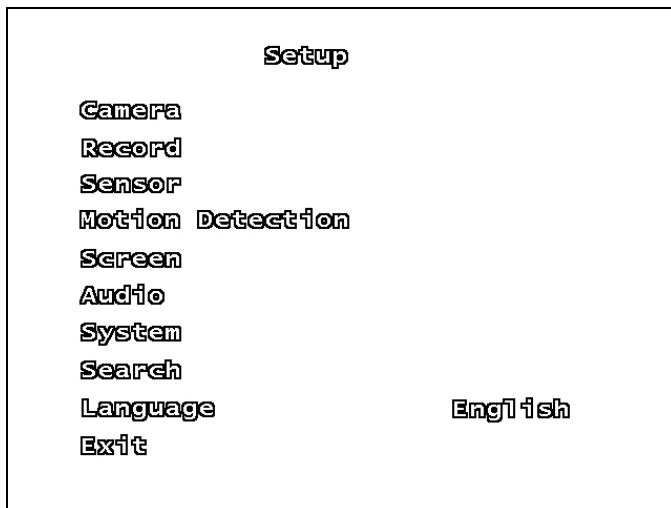 Setup
Camera
Record
Sensor
Motion Detection
Screen
Audio
System
Search
Language English
Exit